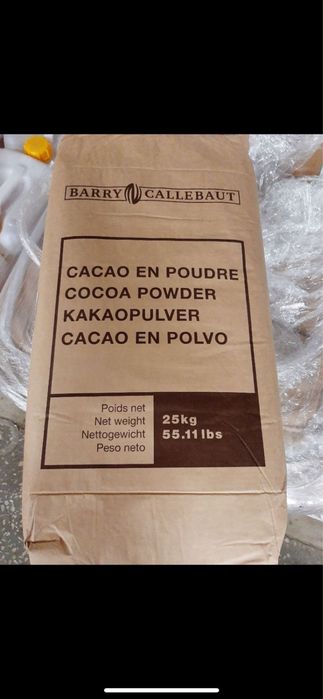 BARRY CALLEBAUT
CACAO EN POUDRE
COCOA POWDER
KAKAOPULVER
CACAO EN POLVO
Poids net
Net weight 25kg
Nettogewicht 55.11 lbs
Peso neto